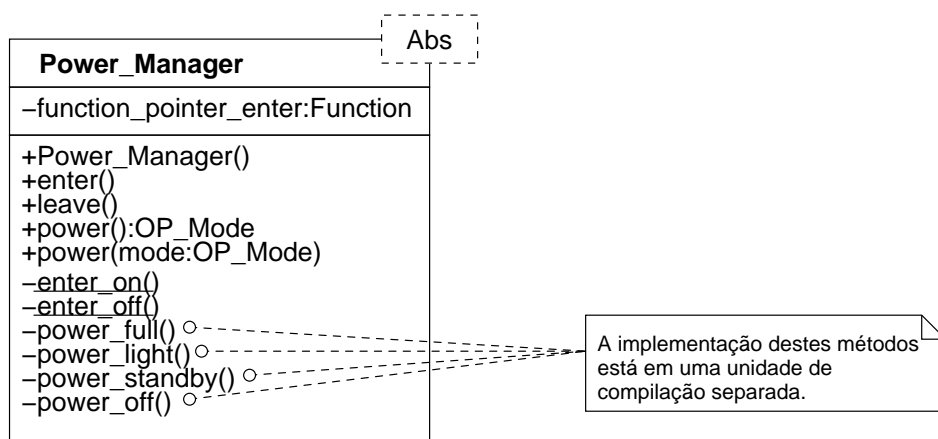 Abs
Power_Manager
–function_pointer_enter:Function
+Power_Manager()
+enter()
+leave()
+power():OP_Mode
+power(mode:OP_Mode)
–enter_on()
–enter_off()
–power_full()
–power_light()
–power_standby()
–power_off()
A implementação destes métodos
está em uma unidade de
compilação separada.